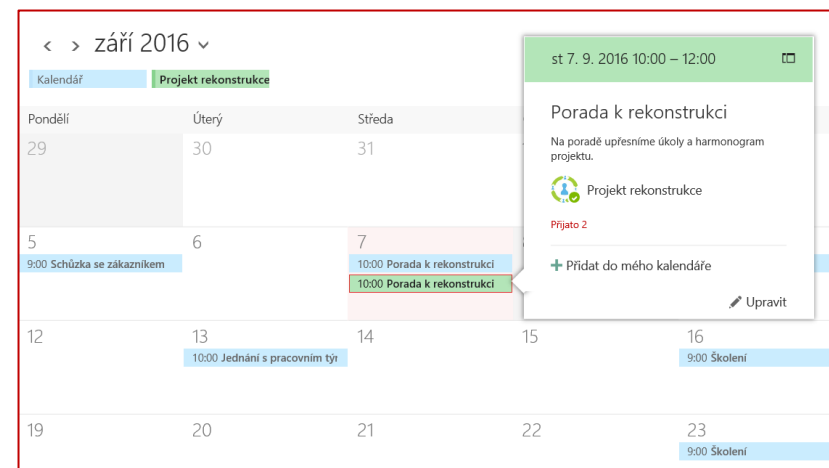 září 2016
Kalendář
Projekt rekonstrukce
Pondělí
Úterý
Středa
29
30
31
5
6
7
9:00 Schůzka se zákazníkem
10:00 Porada k rekonstrukci
10:00 Porada k rekonstrukci
12
13
14
15
16
10:00 Jednání s pracovním týr
9:00 Školení
19
20
21
22
23
9:00 Školení
st 7. 9. 2016 10:00 – 12:00
Porada k rekonstrukci
Na poradě upřesníme úkoly a harmonogram
projektu.
Projekt rekonstrukce
Přijato 2
Přidat do mého kalendáře
Upravit